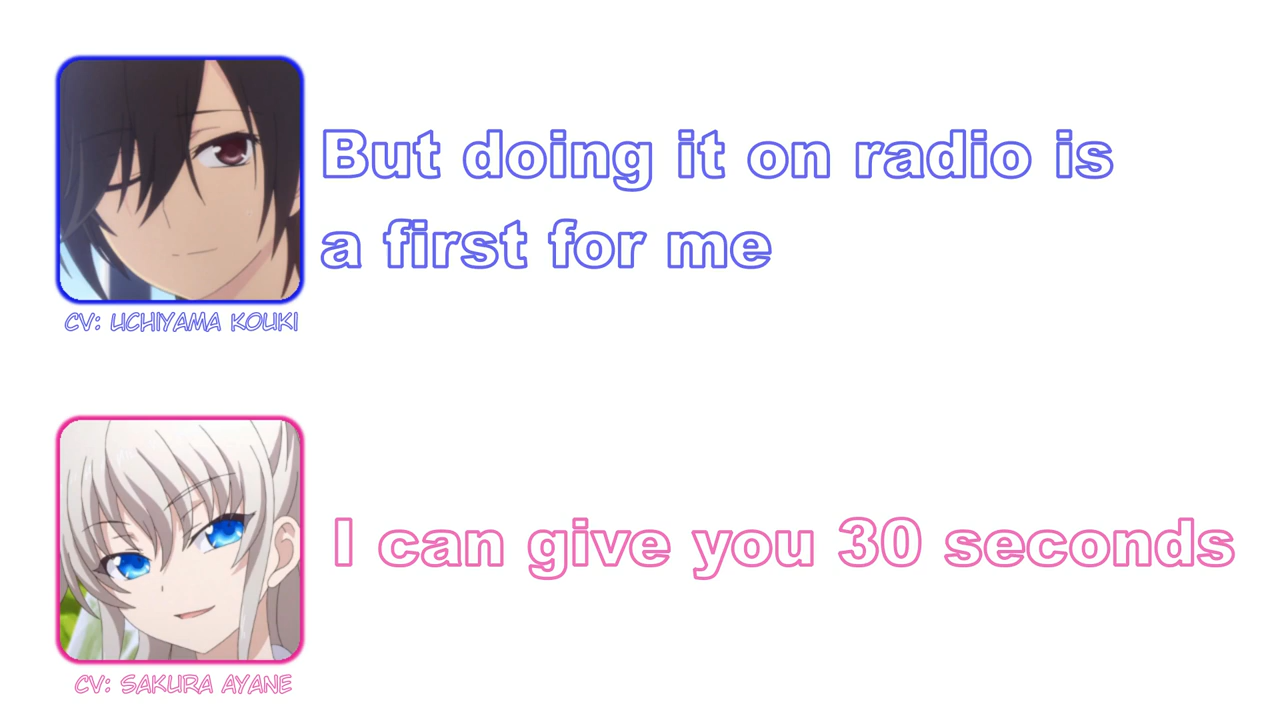 But doing it on radio is
a first for me
CV: UCHIYAMA KOUKI
I can give you 30 seconds
CV: SAKURA AYANE